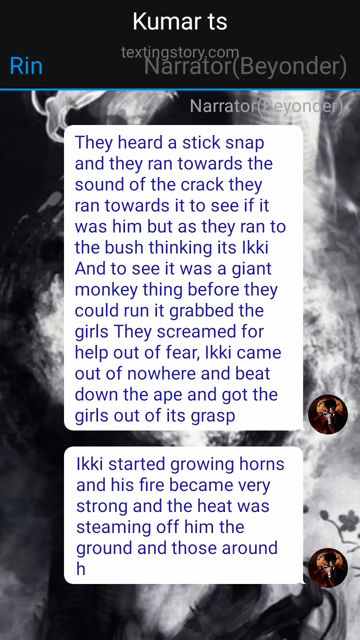 Kumar ts
textingstory.com
Rin
Narrator(Beyonder)
Narrator(Beyonder)
They heard a stick snap
and they ran towards the
sound of the crack they
ran towards it to see if it
was him but as they ran to
the bush thinking its Ikki
And to see it was a giant
monkey thing before they
could run it grabbed the
girls They screamed for
help out of fear, Ikki came
out of nowhere and beat
down the ape and got the
girls out of its grasp
Ikki started growing horns
and his fire became very
strong and the heat was
steaming off him the
ground and those around
h